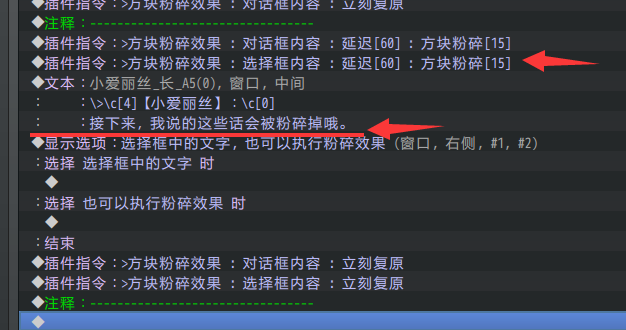 ◆插件指令：>方块粉碎效果 : 对话框内容 : 立刻复原
◆注释：--------------------------------
◆插件指令：>方块粉碎效果 : 对话框内容 : 延迟[60] : 方块粉碎[15]
◆插件指令：>方块粉碎效果 : 选择框内容 : 延迟[60] : 方块粉碎[15]
◆文本：小爱丽丝_长_A5(0), 窗口, 中间
：　　：\>\c[4]【小爱丽丝】：\c[0]
：　　：接下来，我说的这些话会被粉碎掉哦。
◆显示选项：选择框中的文字, 也可以执行粉碎效果 (窗口, 右侧, #1, #2)
：选择 选择框中的文字 时
◆
：选择 也可以执行粉碎效果 时
◆
：结束
◆插件指令：>方块粉碎效果 : 对话框内容 : 立刻复原
◆插件指令：>方块粉碎效果 : 选择框内容 : 立刻复原
◆注释：--------------------------------
◆